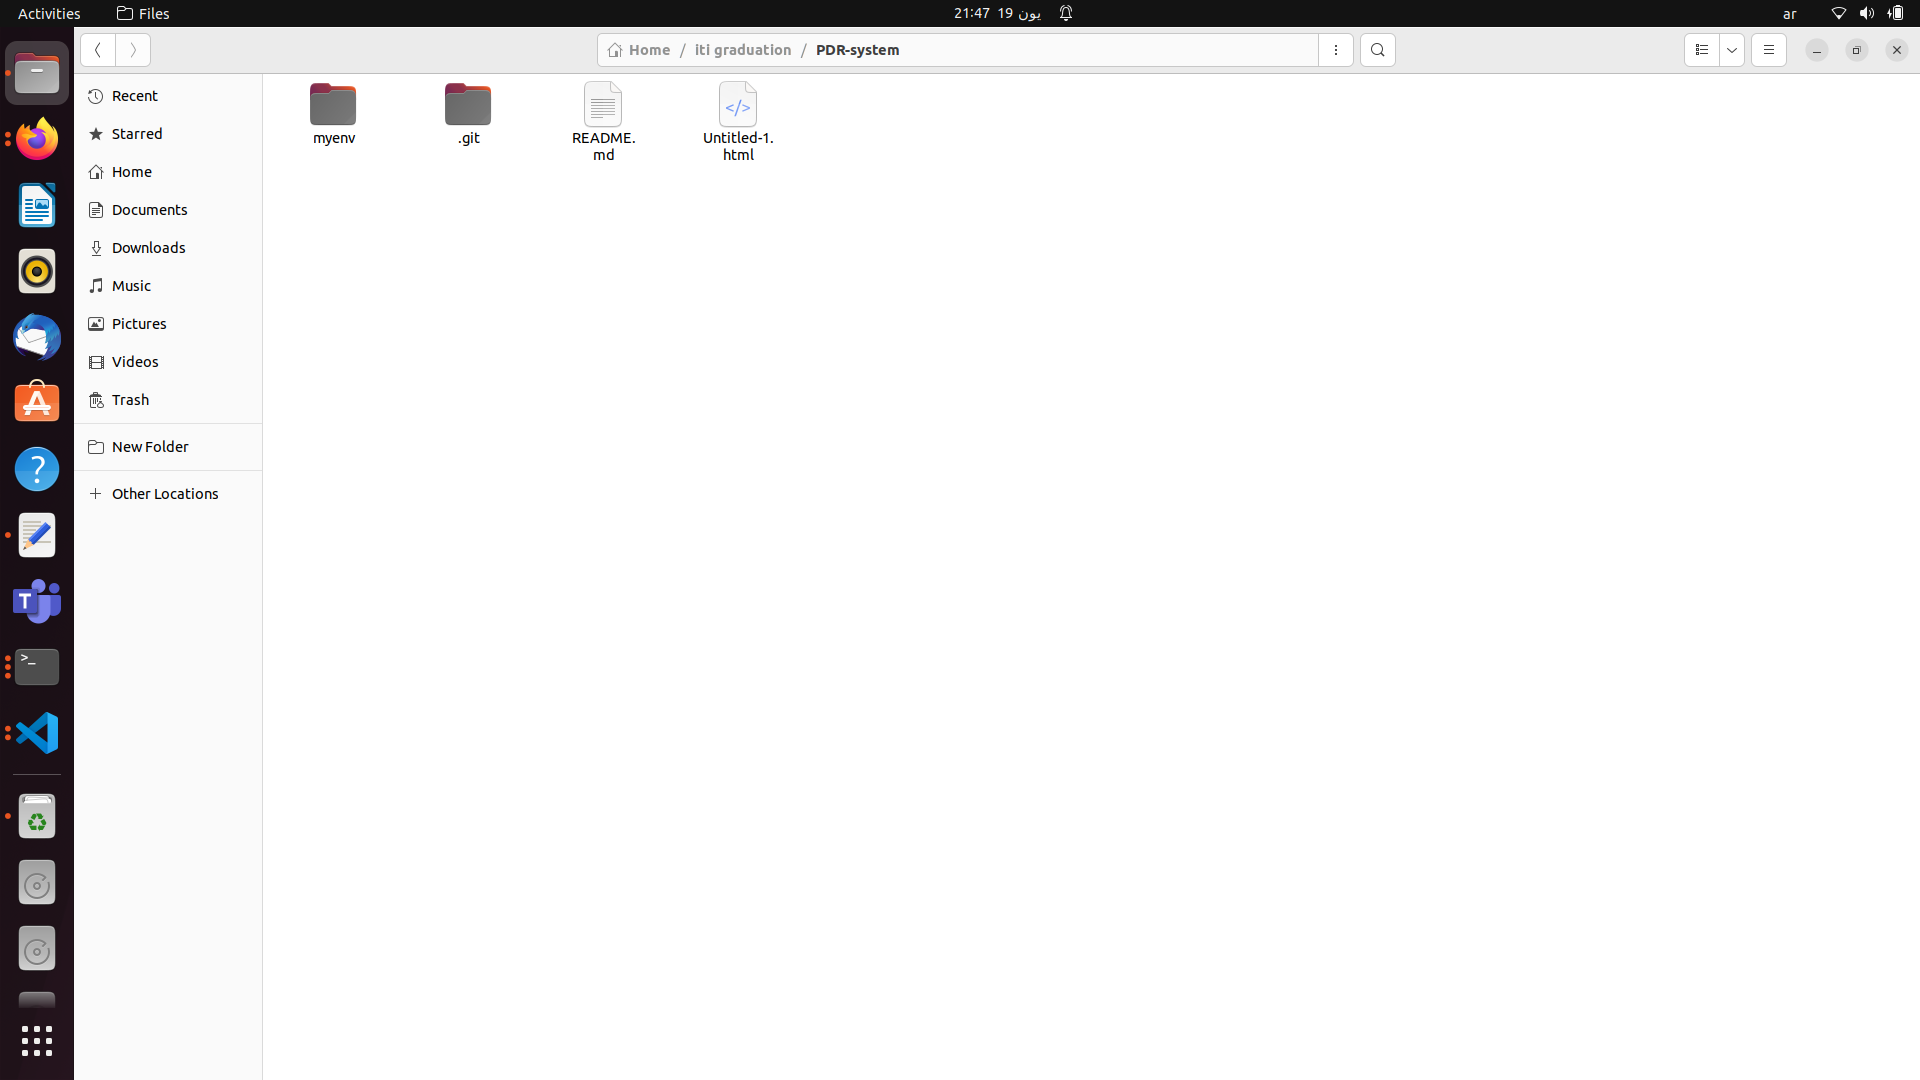 Activities
Files
21:47 19 يون
ar
Home / iti graduation / PDR-system
Recent
Starred
Home
Documents
Downloads
Music
Pictures
Videos
Trash
New Folder
Other Locations
myenv
.git
README.
md
Untitled-1.
html